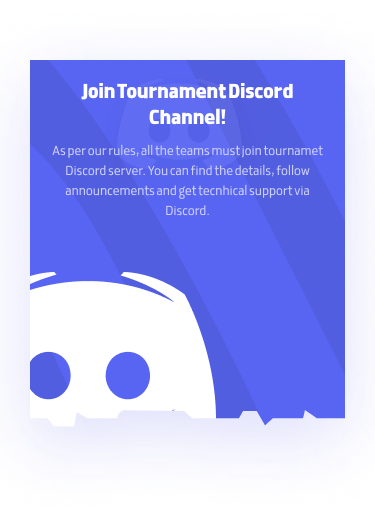 Join Tournament Discord
Channel!
As per our rules, all the teams must join tournamet
Discord server. You can find the details, follow
announcements and get tecnhical support via
Discord.